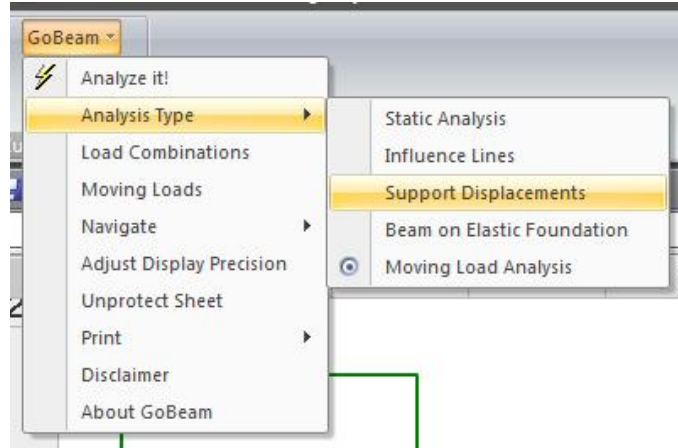 GoBeam
Analyze it!
Analysis Type
Load Combinations
Moving Loads
Navigate
Adjust Display Precision
Unprotect Sheet
Print
Disclaimer
About GoBeam
Static Analysis
Influence Lines
Support Displacements
Beam on Elastic Foundation
Moving Load Analysis